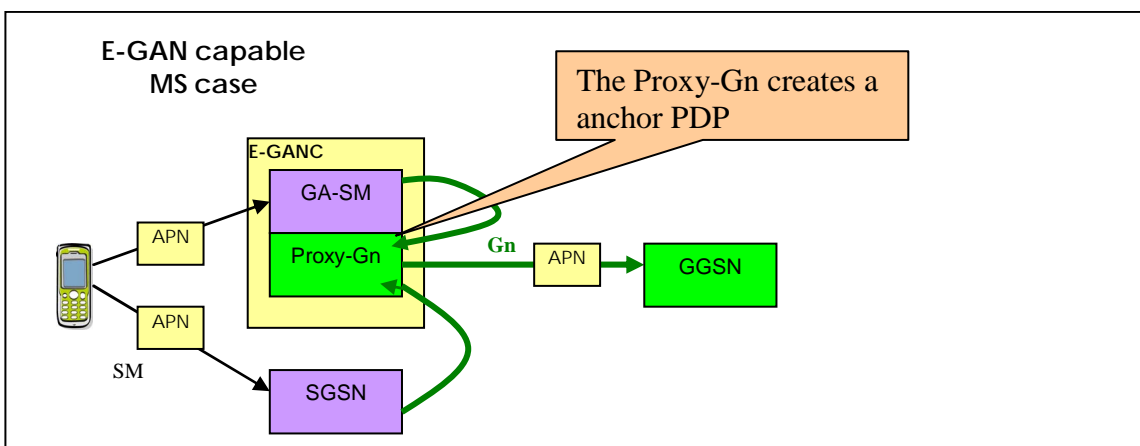 E-GAN capable
MS case
The Proxy-Gn creates a
anchor PDP
E-GANC
GA-SM
APN
Proxy-Gn
Gn
APN
GGSN
APN
SM
SGSN